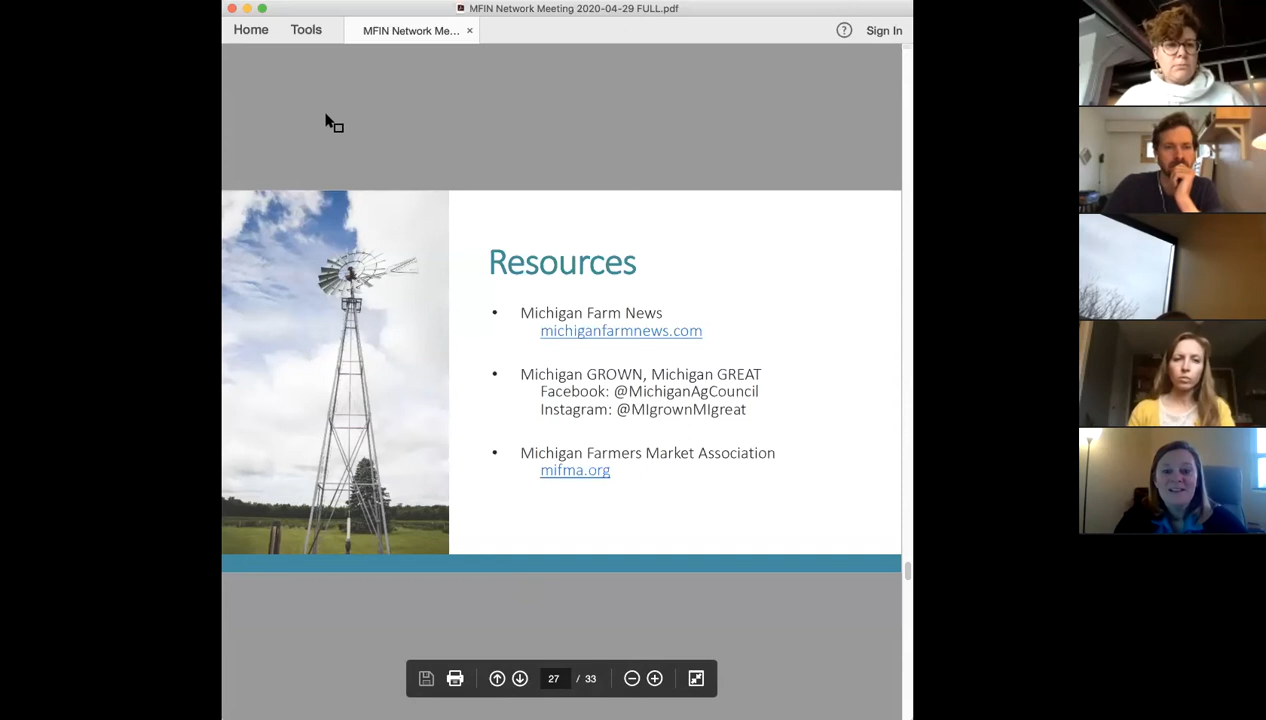 MFIN Network Meeting 2020-04-29 FULL.pdf
Home Tools MFIN Network Me... × ? Sign In
Resources
• Michigan Farm News
michiganfarmnews.com
• Michigan GROWN, Michigan GREAT
Facebook: @MichiganAgCouncil
Instagram: @MIgrownMIgreat
• Michigan Farmers Market Association
mifma.org
27 / 33